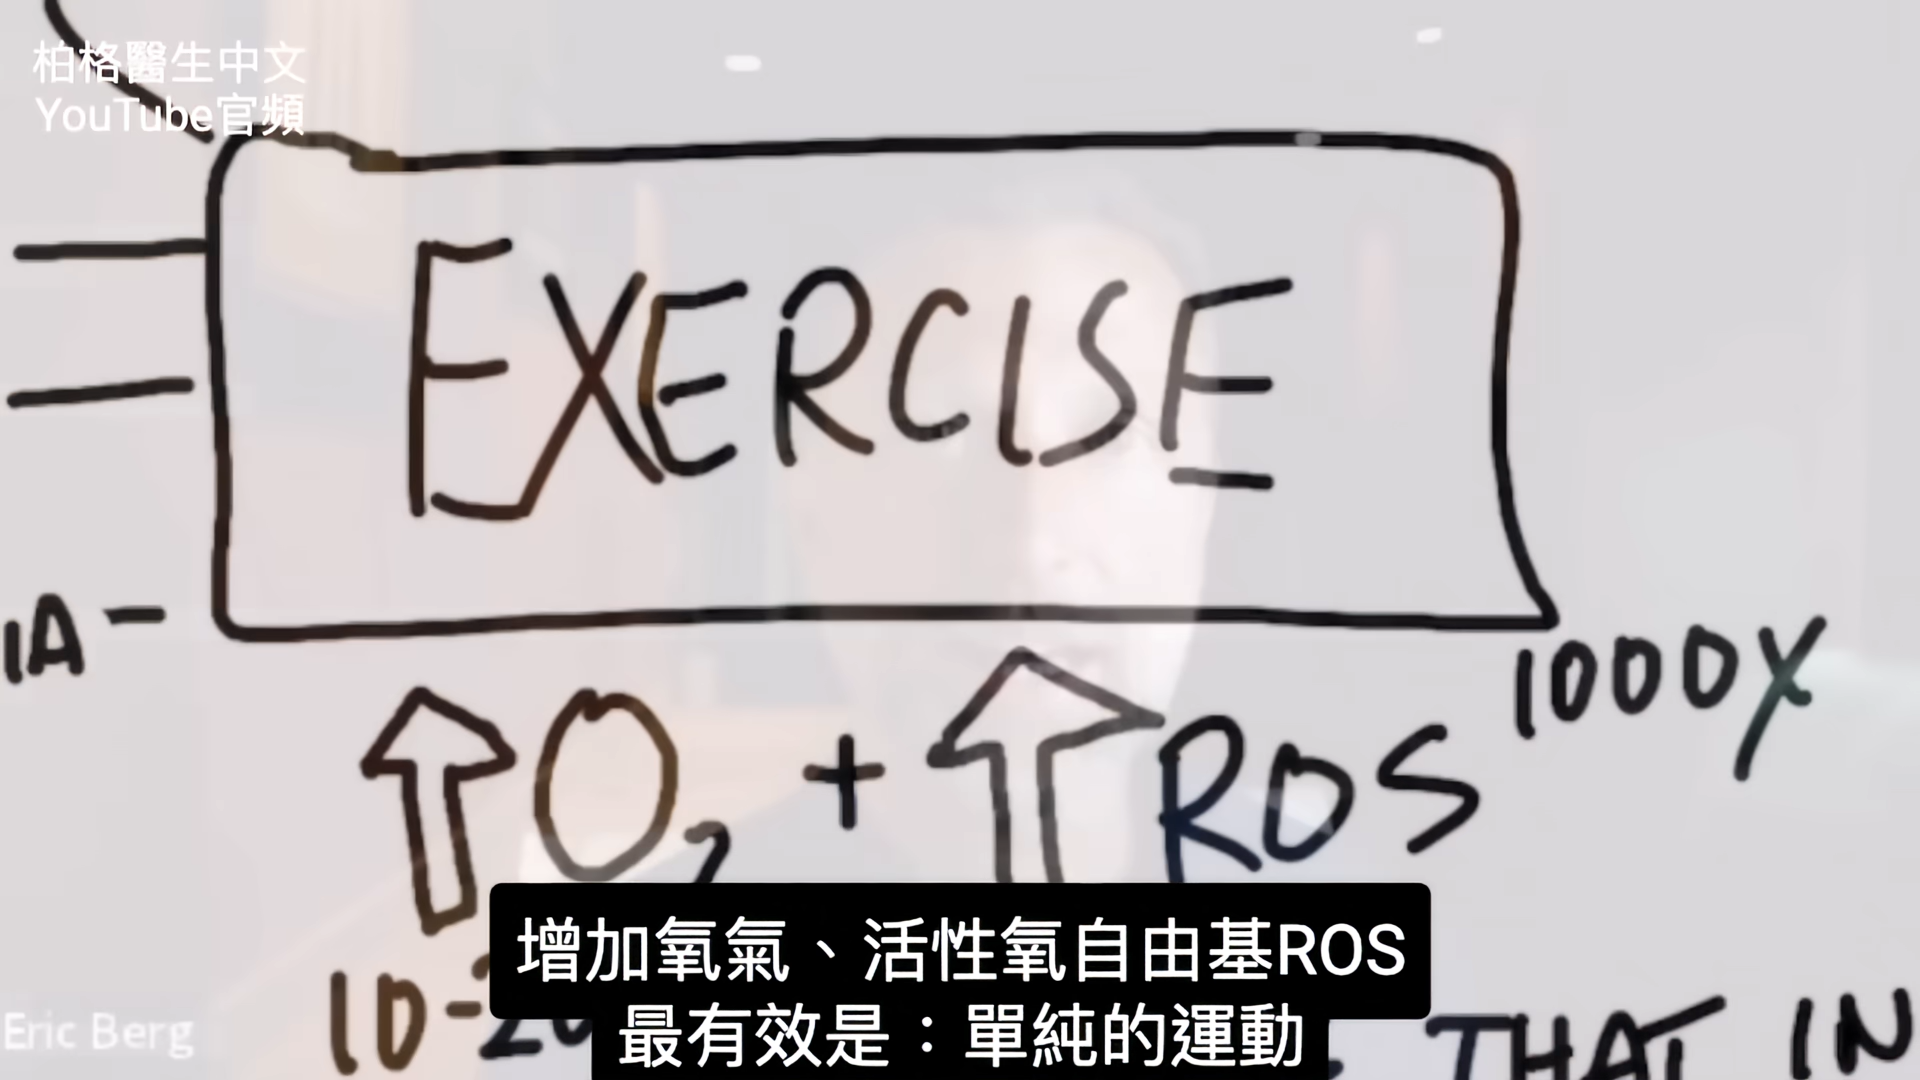 柏格醫生中文
YouTube官頻
EXERCISE
1000X
O2 + ROS
增加氧氣、活性氧自由基ROS
最有效是：單純的運動
THAT IN
Eric Berg